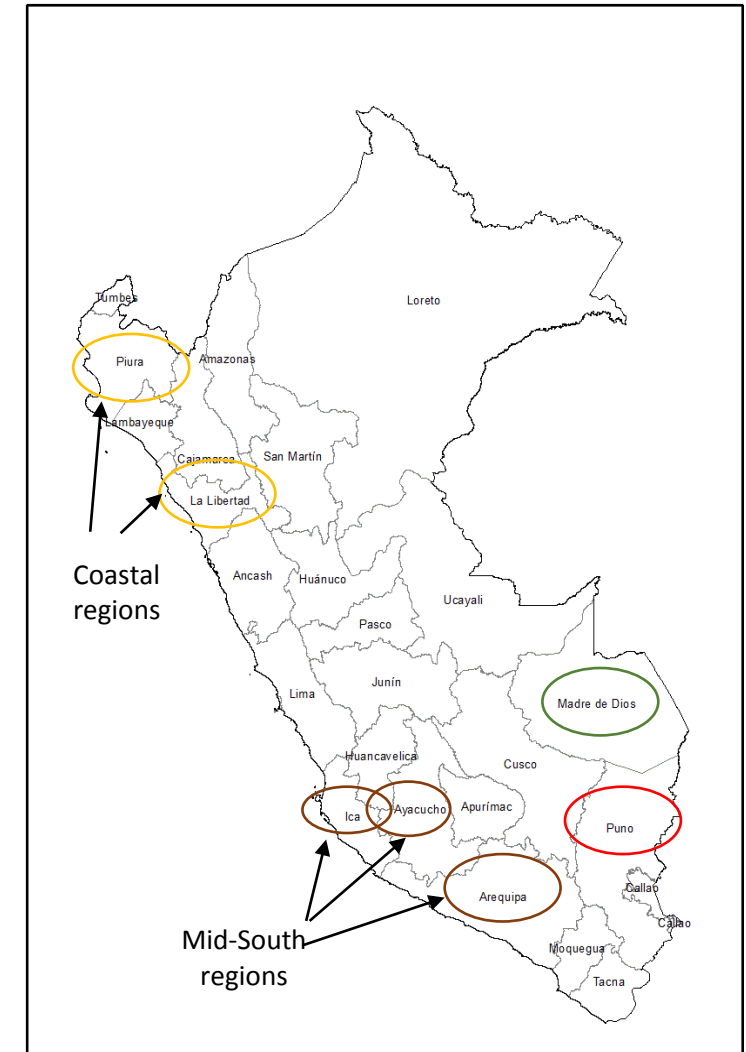 Tumbes
Loreto
Piura
Amazonas
Lambayeque
Cajamarca
San Martín
La Libertad
Coastal
regions
Ancash
Huánuco
Ucayali
Pasco
Junín
Lima
Madre de Dios
Huancavelica
Cusco
Ica
Ayacucho
Apurímac
Puno
Arequipa
Callao
Callao
Mid-South
regions
Moquegua
Tacna